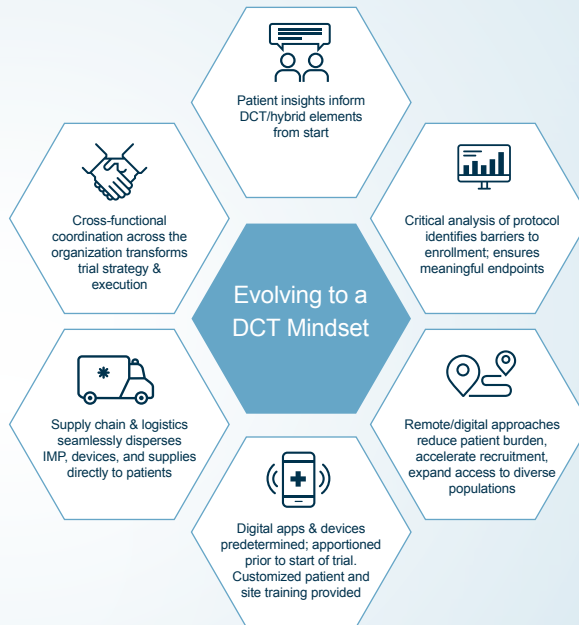 Patient insights inform
DCT/hybrid elements
from start
Cross-functional
coordination across the
organization transforms
trial strategy &
execution
Critical analysis of protocol
identifies barriers to
enrollment; ensures
meaningful endpoints
Evolving to a
DCT Mindset
Supply chain & logistics
seamlessly disperses
IMP, devices, and supplies
directly to patients
Remote/digital approaches
reduce patient burden,
accelerate recruitment,
expand access to diverse
populations
Digital apps & devices
predetermined; apportioned
prior to start of trial.
Customized patient and
site training provided